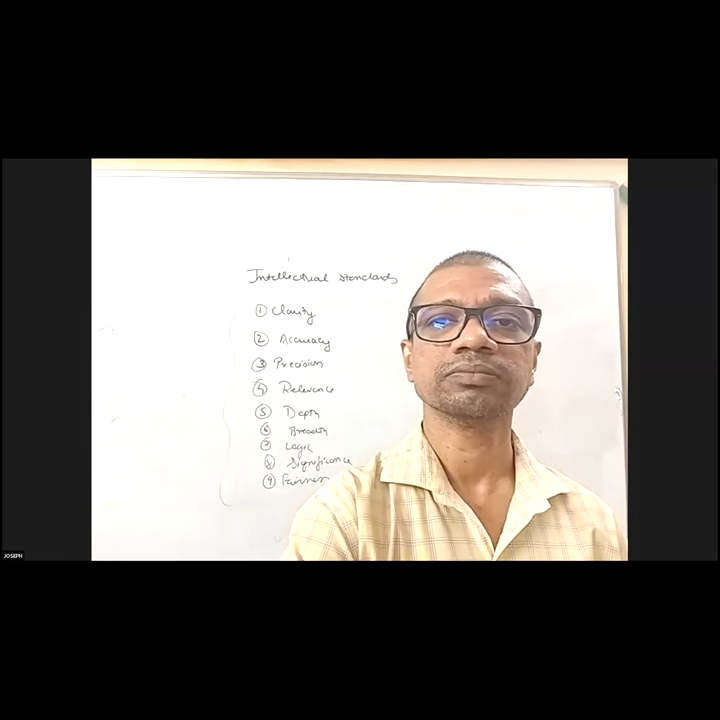 Intellectual standards
① Clarity
② Accuracy
③ Precision
④ Relevance
⑤ Depth
⑥ Breadth
⑦ Logic
⑧ Significance
⑨ Fairness
JOSEPH